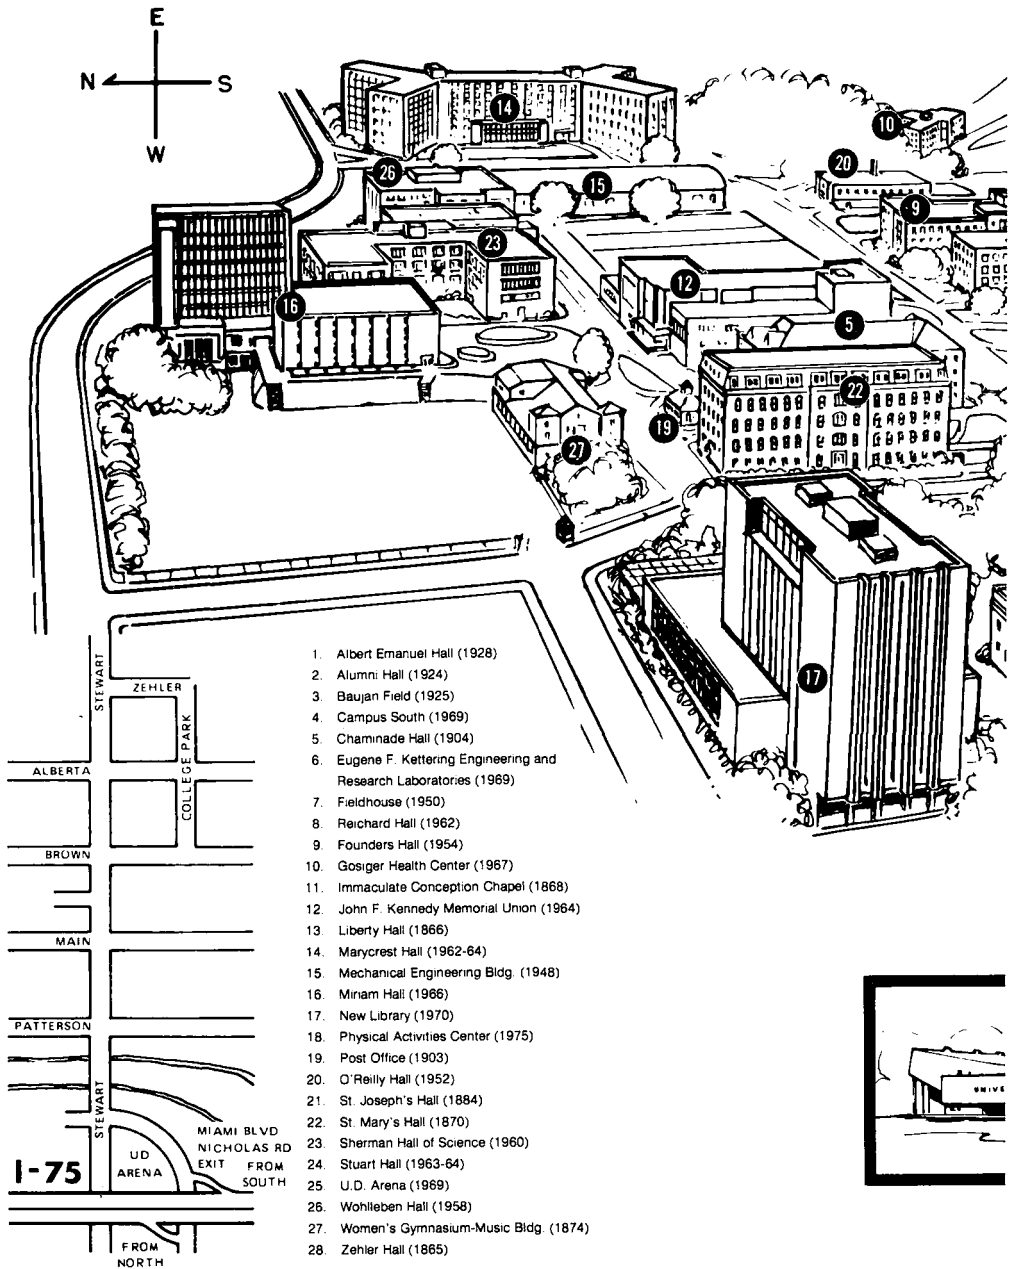 E
N S
W
14
10
26
20
15
9
23
12
16
5
22
19
27
17
STEWART
ZEHLER
COLLEGE PARK
ALBERTA
BROWN
MAIN
PATTERSON
STEWART
MIAMI BLVD
NICHOLAS RD
EXIT FROM
SOUTH
UD
ARENA
I-75
FROM
NORTH
1. Albert Emanuel Hall (1928)
2. Alumni Hall (1924)
3. Baujan Field (1925)
4. Campus South (1969)
5. Chaminade Hall (1904)
6. Eugene F. Kettering Engineering and
Research Laboratories (1969)
7. Fieldhouse (1950)
8. Reichard Hall (1962)
9. Founders Hall (1954)
10. Gosiger Health Center (1967)
11. Immaculate Conception Chapel (1868)
12. John F. Kennedy Memorial Union (1964)
13. Liberty Hall (1866)
14. Marycrest Hall (1962-64)
15. Mechanical Engineering Bldg. (1948)
16. Miriam Hall (1966)
17. New Library (1970)
18. Physical Activities Center (1975)
19. Post Office (1903)
20. O'Reilly Hall (1952)
21. St. Joseph's Hall (1884)
22. St. Mary's Hall (1870)
23. Sherman Hall of Science (1960)
24. Stuart Hall (1963-64)
25. U.D. Arena (1969)
26. Wohlleben Hall (1958)
27. Women's Gymnasium-Music Bldg. (1874)
28. Zehler Hall (1865)
UNIVE